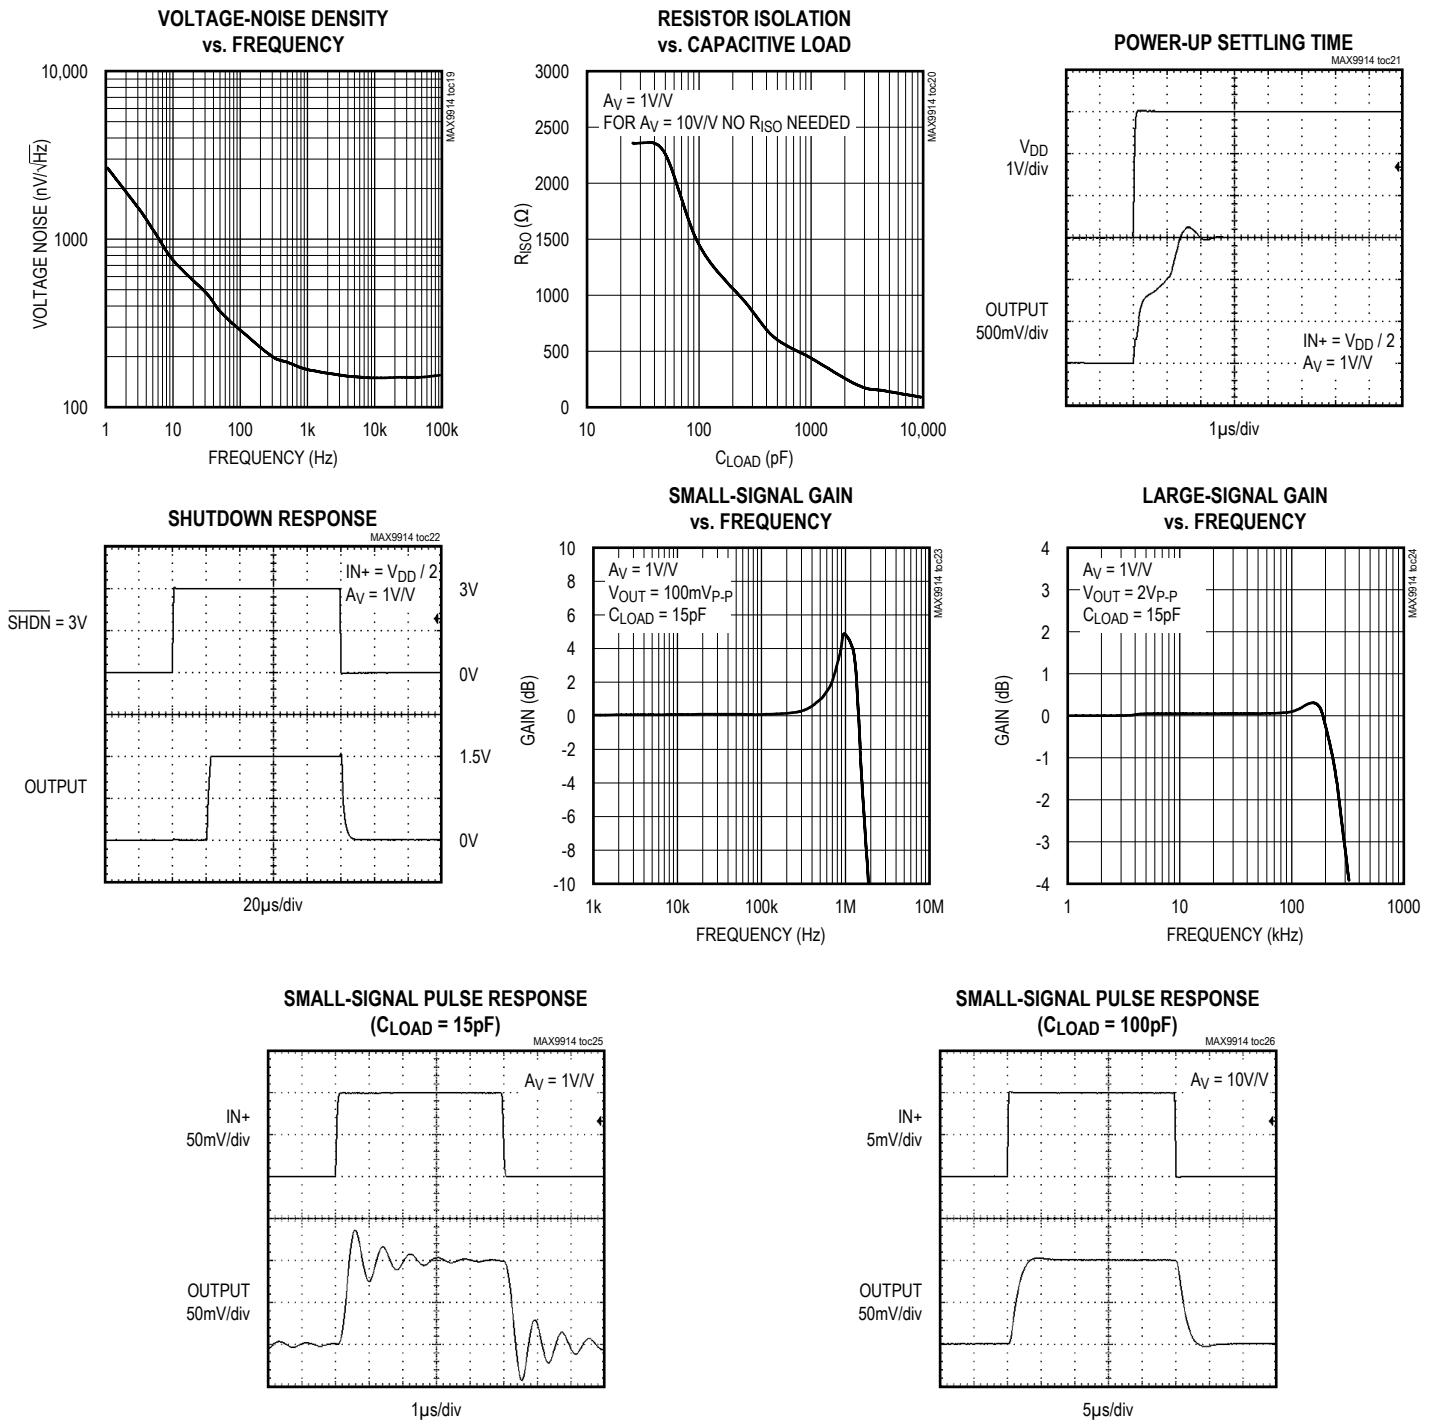 VOLTAGE-NOISE DENSITY
vs. FREQUENCY
MAX9914 toc19
10,000
1000
100
VOLTAGE NOISE (nV/√Hz)
1 10 100 1k 10k 100k
FREQUENCY (Hz)
RESISTOR ISOLATION
vs. CAPACITIVE LOAD
MAX9914 toc20
AV = 1V/V
FOR AV = 10V/V NO RISO NEEDED
3000
2500
2000
1500
1000
500
0
RISO (Ω)
10 100 1000 10,000
CLOAD (pF)
POWER-UP SETTLING TIME
MAX9914 toc21
VDD
1V/div
OUTPUT
500mV/div
IN+ = VDD / 2
AV = 1V/V
1µs/div
SHUTDOWN RESPONSE
MAX9914 toc22
IN+ = VDD / 2
AV = 1V/V
3V
SHDN = 3V
0V
1.5V
OUTPUT
0V
20µs/div
SMALL-SIGNAL GAIN
vs. FREQUENCY
MAX9914 toc23
AV = 1V/V
VOUT = 100mVP-P
CLOAD = 15pF
10
8
6
4
2
0
-2
-4
-6
-8
-10
GAIN (dB)
1k 10k 100k 1M 10M
FREQUENCY (Hz)
LARGE-SIGNAL GAIN
vs. FREQUENCY
MAX9914 toc24
AV = 1V/V
VOUT = 2VP-P
CLOAD = 15pF
4
3
2
1
0
-1
-2
-3
-4
GAIN (dB)
1 10 100 1000
FREQUENCY (kHz)
SMALL-SIGNAL PULSE RESPONSE
(CLOAD = 15pF)
MAX9914 toc25
AV = 1V/V
IN+
50mV/div
OUTPUT
50mV/div
1µs/div
SMALL-SIGNAL PULSE RESPONSE
(CLOAD = 100pF)
MAX9914 toc26
AV = 10V/V
IN+
5mV/div
OUTPUT
50mV/div
5µs/div